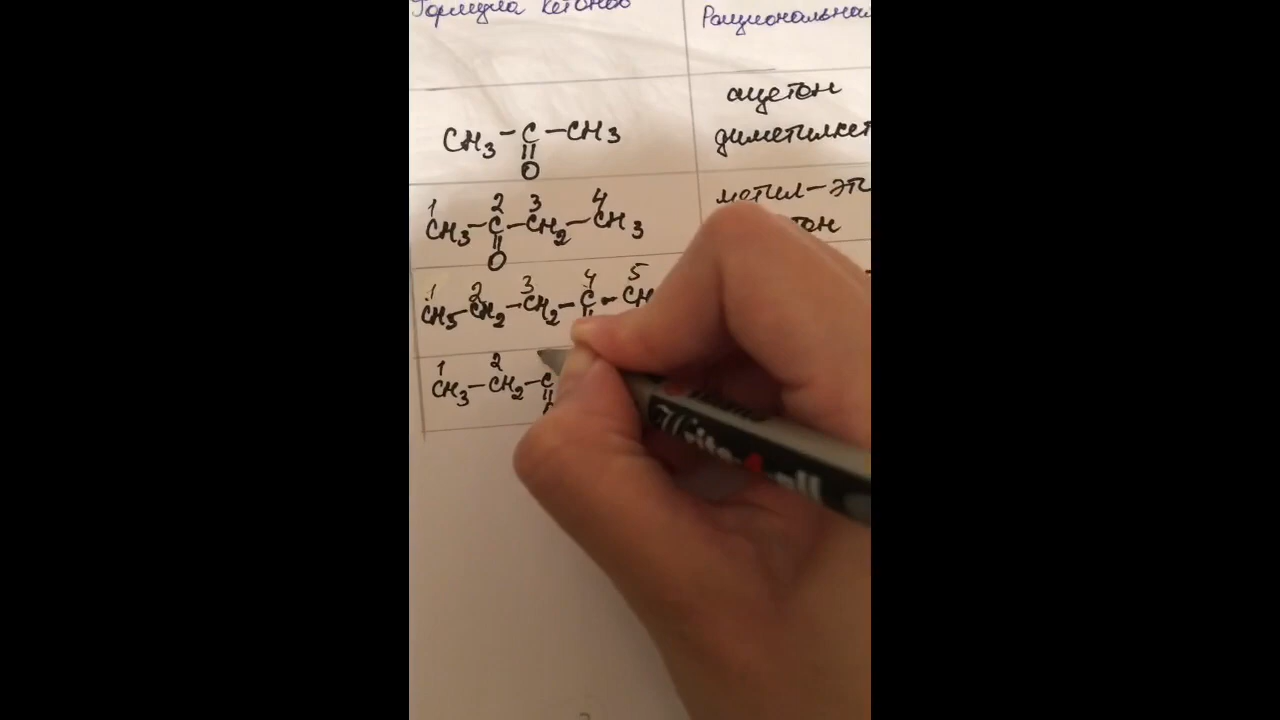 Формула кетонов
Рациональная
CH3 – C – CH3
||
O
ацетон
диметилкет
1 2 3 4
CH3 – C – CH2 – CH3
||
O
метил – эт
1 2 3 4 5
CH3 – CH2 – CH2 – C – CH
||
1 2
CH3 – CH2 – C
||